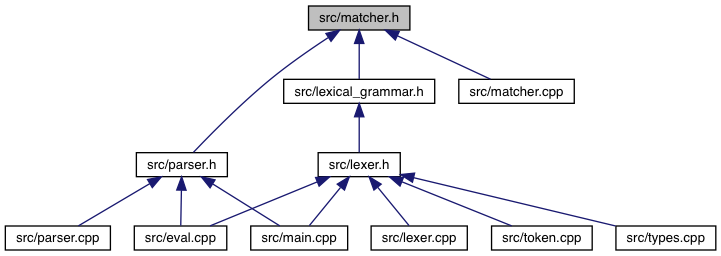 src/matcher.h
src/lexical_grammar.h
src/matcher.cpp
src/parser.h
src/lexer.h
src/parser.cpp
src/eval.cpp
src/main.cpp
src/lexer.cpp
src/token.cpp
src/types.cpp